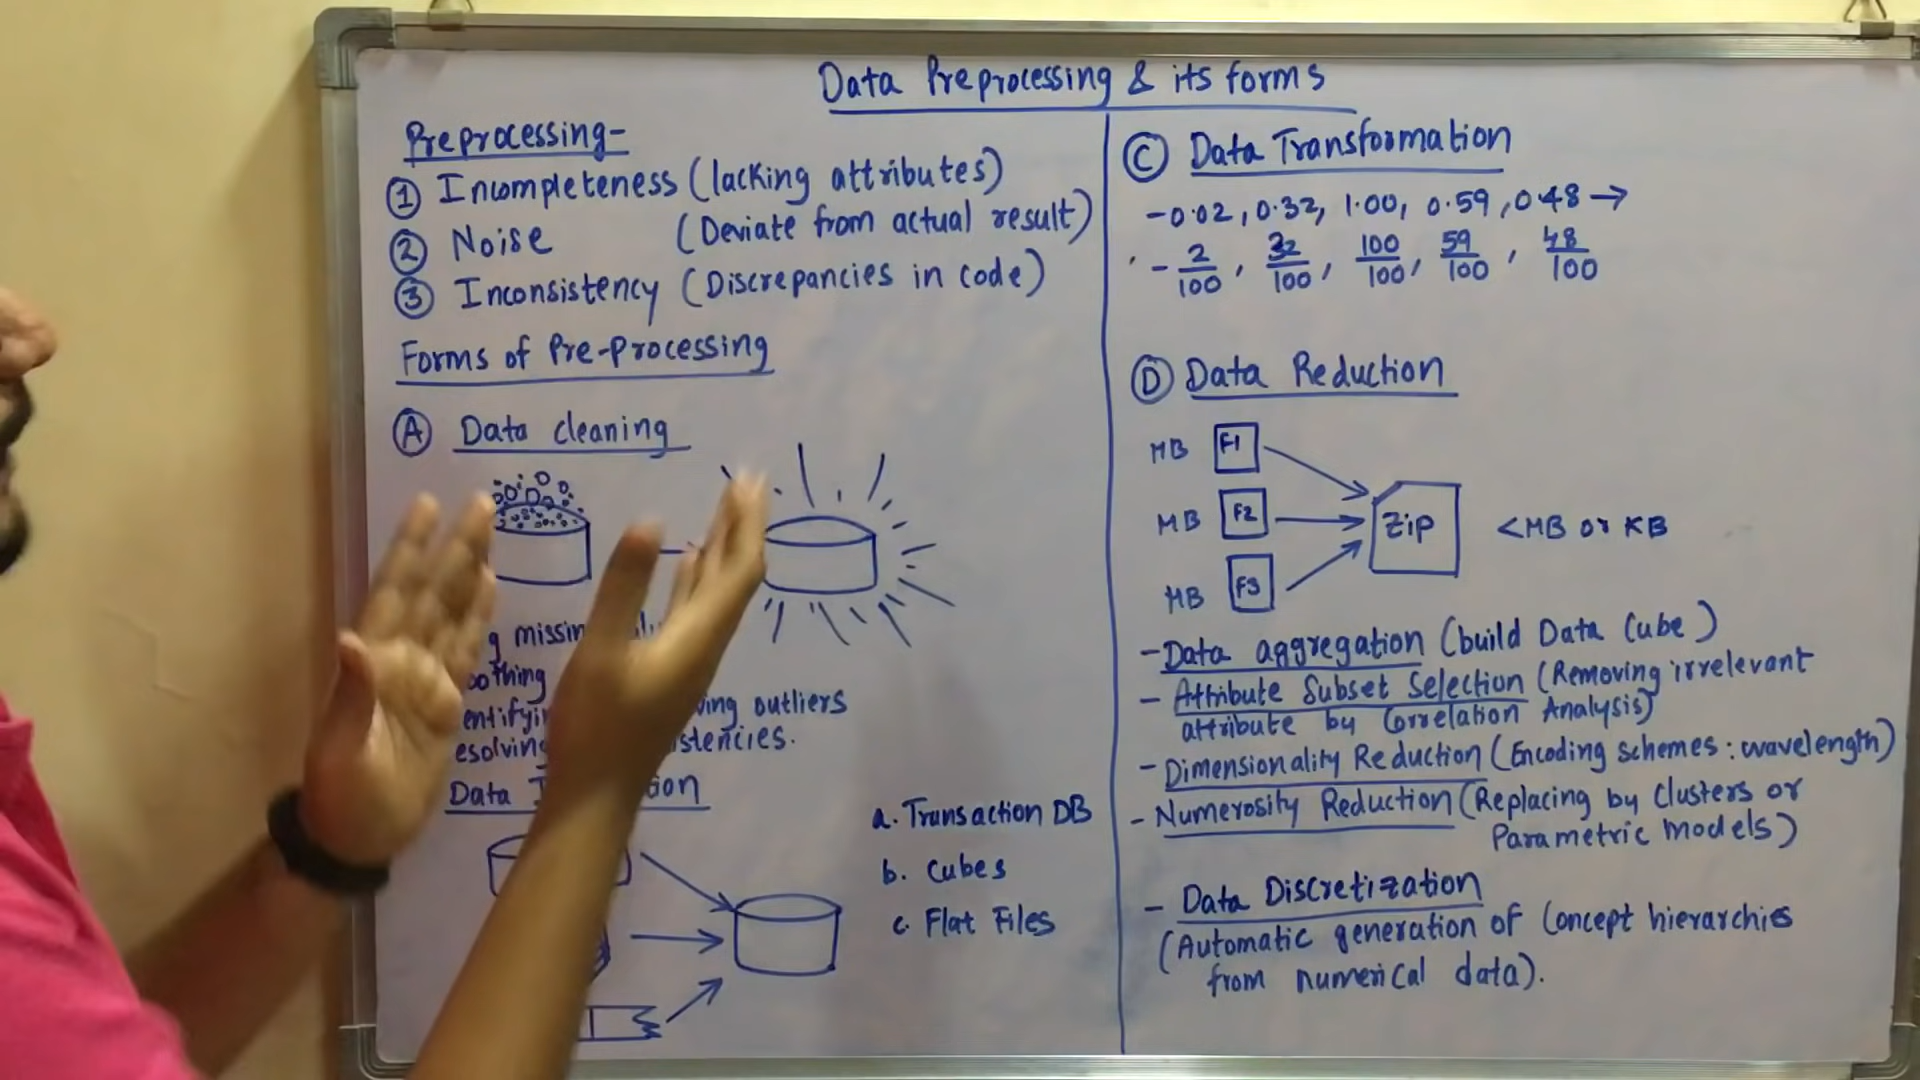 Data Preprocessing & its forms
Preprocessing-
① Incompleteness (lacking attributes)
② Noise (Deviate from actual result)
③ Inconsistency (Discrepancies in code)
Forms of Pre-Processing
Ⓐ Data cleaning
outliers
Data
a. Transaction DB
b. Cubes
c. Flat Files
Ⓒ Data Transformation
-0.02, 0.32, 1.00, 0.59, 0.48 →
- 2/100, 32/100, 100/100, 59/100, 48/100
Ⓓ Data Reduction
MB F1
MB F2 Zip <MB or KB
MB F3
- Data aggregation (build Data Cube)
- Attribute Subset Selection (Removing irrelevant
attribute by Correlation Analysis)
- Dimensionality Reduction (Encoding schemes: wavelength)
- Numerosity Reduction (Replacing by Clusters or
Parametric Models)
- Data Discretization
(Automatic generation of Concept hierarchies
from numerical data).